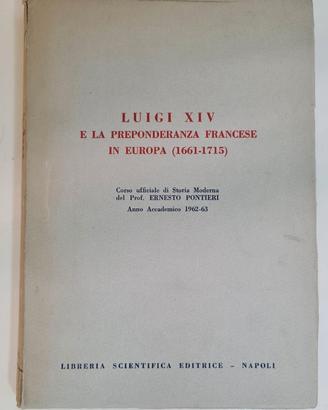 LUIGI XIV
E LA PREPONDERANZA FRANCESE
IN EUROPA (1661-1715)
Corso ufficiale di Storia Moderna
del Prof. ERNESTO PONTIERI
Anno Accademico 1962-63
LIBRERIA SCIENTIFICA EDITRICE - NAPOLI